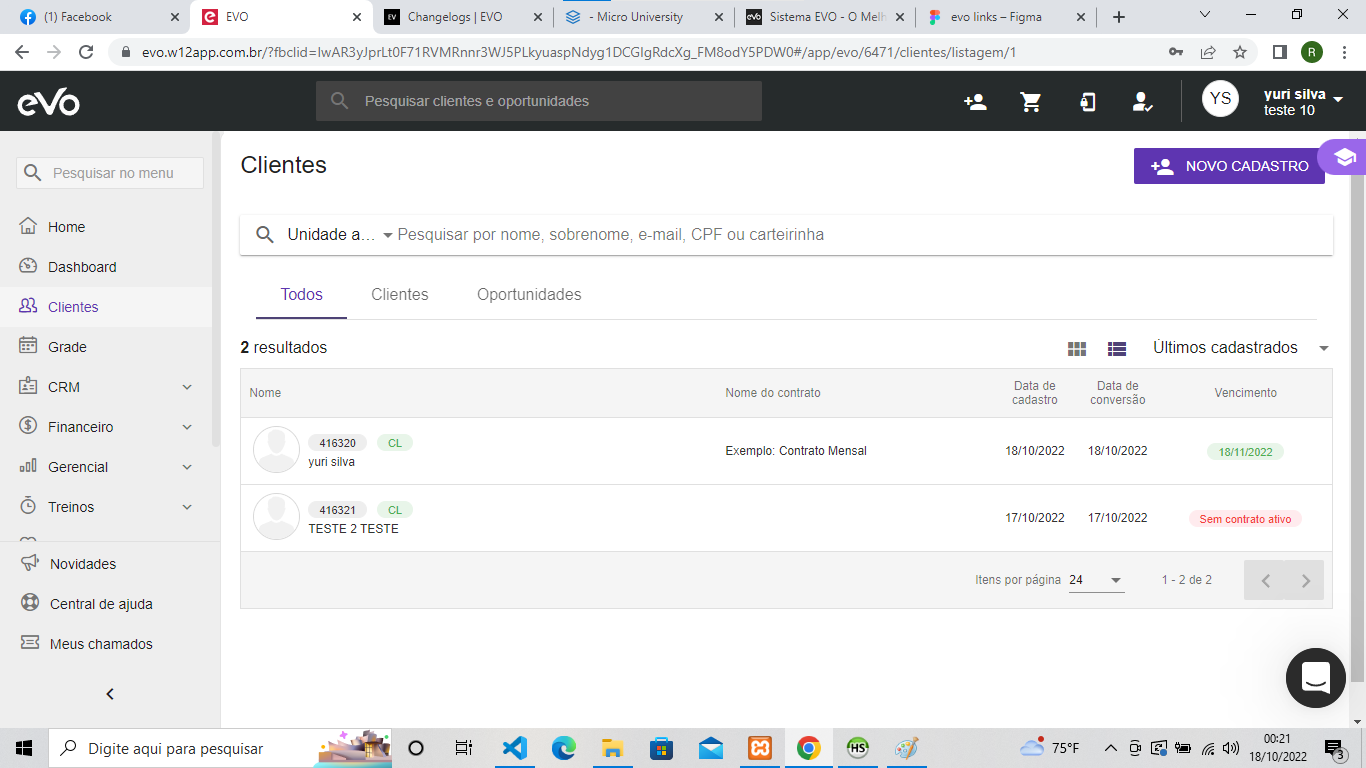 (1) Facebook
EVO
Changelogs | EVO
- Micro University
Sistema EVO - O Melh
evo links – Figma
evo.w12app.com.br/?fbclid=IwAR3yJprLt0F71RVMRnnr3WJ5PLkyuaspNdyg1DCGIgRdcXg_FM8odY5PDW0#/app/evo/6471/clientes/listagem/1
R
evo
Pesquisar clientes e oportunidades
YS
yuri silva
teste 10
Pesquisar no menu
Home
Dashboard
Clientes
Grade
CRM
Financeiro
Gerencial
Treinos
Novidades
Central de ajuda
Meus chamados
Clientes
NOVO CADASTRO
Unidade a...
Pesquisar por nome, sobrenome, e-mail, CPF ou carteirinha
Todos
Clientes
Oportunidades
2 resultados
Últimos cadastrados
Nome
Nome do contrato
Data de cadastro
Data de conversão
Vencimento
416320
CL
yuri silva
Exemplo: Contrato Mensal
18/10/2022
18/10/2022
18/11/2022
416321
CL
TESTE 2 TESTE
17/10/2022
17/10/2022
Sem contrato ativo
Itens por página
24
1 - 2 de 2
Digite aqui para pesquisar
HS
75°F
00:21
18/10/2022
3